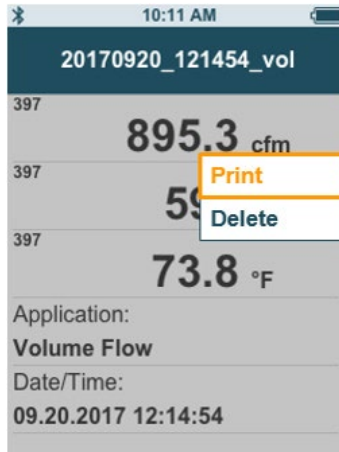 10:11 AM
20170920_121454_vol
397
895.3 cfm
397
Print
Delete
397
73.8 °F
Application:
Volume Flow
Date/Time:
09.20.2017 12:14:54